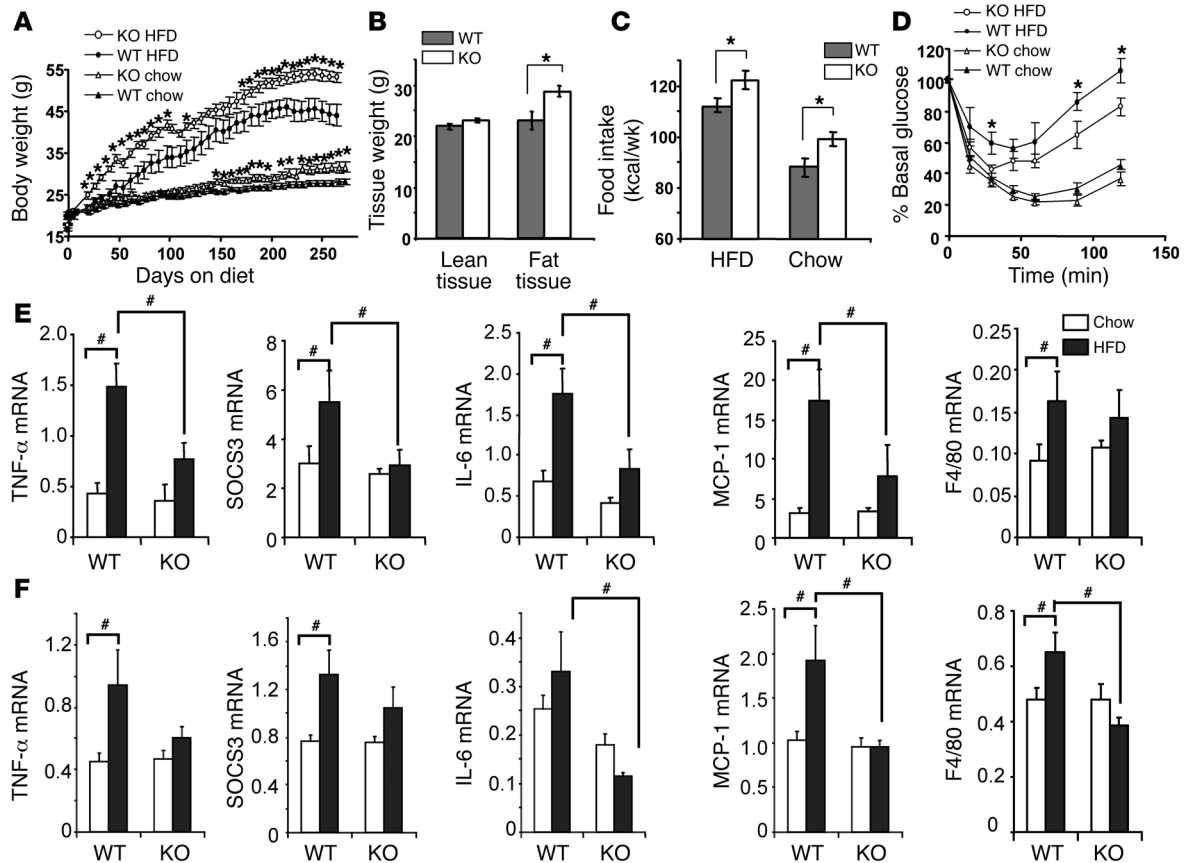 A
KO HFD
WT HFD
KO chow
WT chow
Body weight (g)
55
45
35
25
15
0
50
100
150
200
250
Days on diet
B
WT
KO
Tissue weight (g)
30
20
10
0
*
Lean tissue
Fat tissue
C
WT
KO
Food intake (kcal/wk)
120
100
80
60
*
*
HFD
Chow
D
KO HFD
WT HFD
KO chow
WT chow
% Basal glucose
120
100
80
60
40
20
0
*
*
*
0
50
100
150
Time (min)
E
TNF-α mRNA
2.0
1.5
1.0
0.5
0
#
#
WT
KO
SOCS3 mRNA
8
6
4
2
0
#
#
WT
KO
IL-6 mRNA
2.5
2.0
1.5
1.0
0.5
0
#
#
WT
KO
MCP-1 mRNA
25
20
15
10
5
0
#
#
WT
KO
Chow
HFD
F4/80 mRNA
0.25
0.20
0.15
0.10
0.05
0
#
WT
KO
F
TNF-α mRNA
1.2
0.8
0.4
0
#
WT
KO
SOCS3 mRNA
1.6
1.2
0.8
0.4
0
#
WT
KO
IL-6 mRNA
0.4
0.3
0.2
0.1
0
#
WT
KO
MCP-1 mRNA
2.5
2.0
1.5
1.0
0.5
0
#
#
WT
KO
F4/80 mRNA
0.8
0.6
0.4
0.2
0
#
#
WT
KO